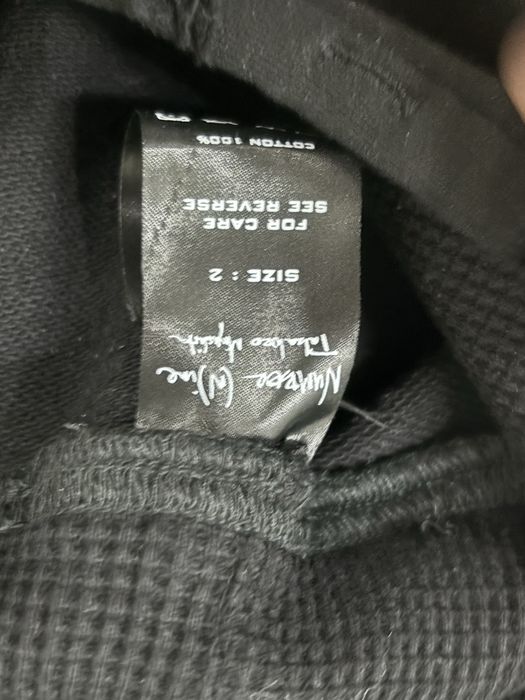 Number (N)ine
Takahiro Miyashita
SIZE : 2
FOR CARE
SEE REVERSE
COTTON 100%